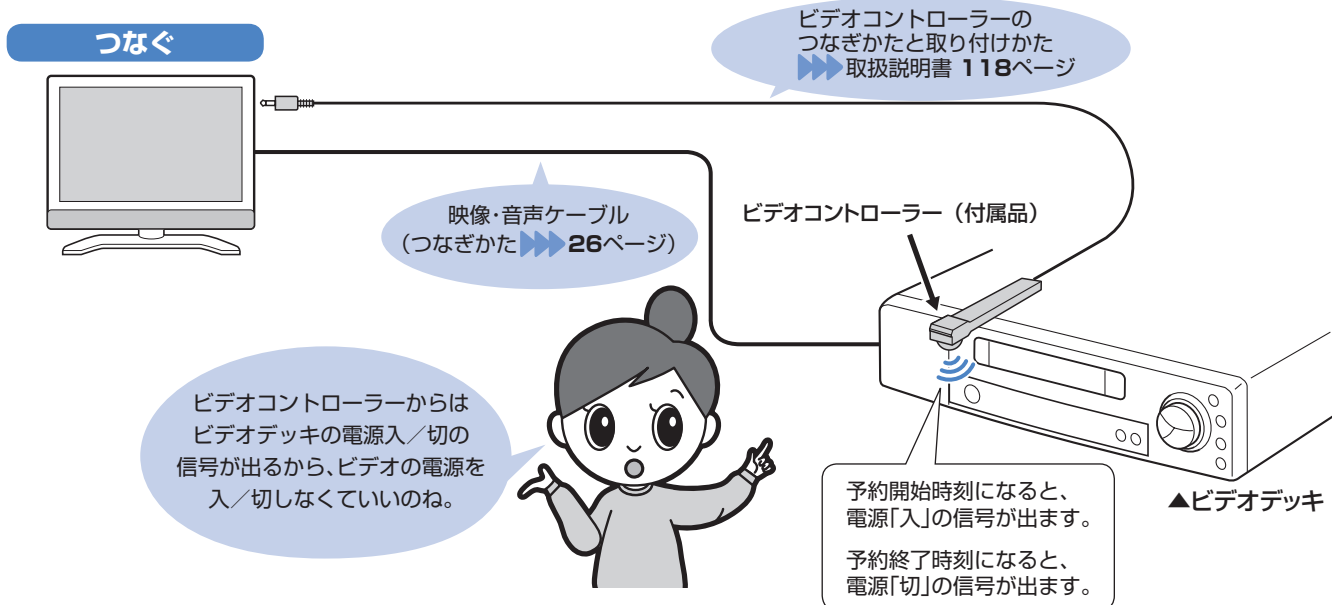 つなぐ
ビデオコントローラーの
つなぎかたと取り付けかた
取扱説明書 118ページ
映像・音声ケーブル
（つなぎかた 26ページ）
ビデオコントローラー（付属品）
ビデオコントローラーからは
ビデオデッキの電源入／切の
信号が出るから、ビデオの電源を
入／切しなくていいのね。
予約開始時刻になると、
電源「入」の信号が出ます。
予約終了時刻になると、
電源「切」の信号が出ます。
▲ビデオデッキ